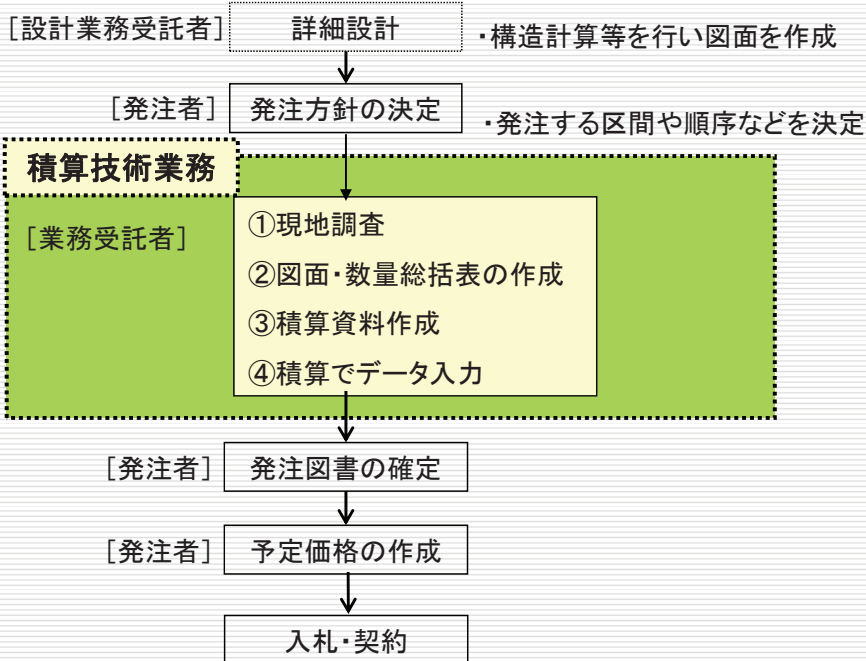 [設計業務受託者] 詳細設計 ・構造計算等を行い図面を作成
[発注者] 発注方針の決定 ・発注する区間や順序などを決定
積算技術業務
[業務受託者] ①現地調査
②図面・数量総括表の作成
③積算資料作成
④積算でデータ入力
[発注者] 発注図書の確定
[発注者] 予定価格の作成
入札・契約